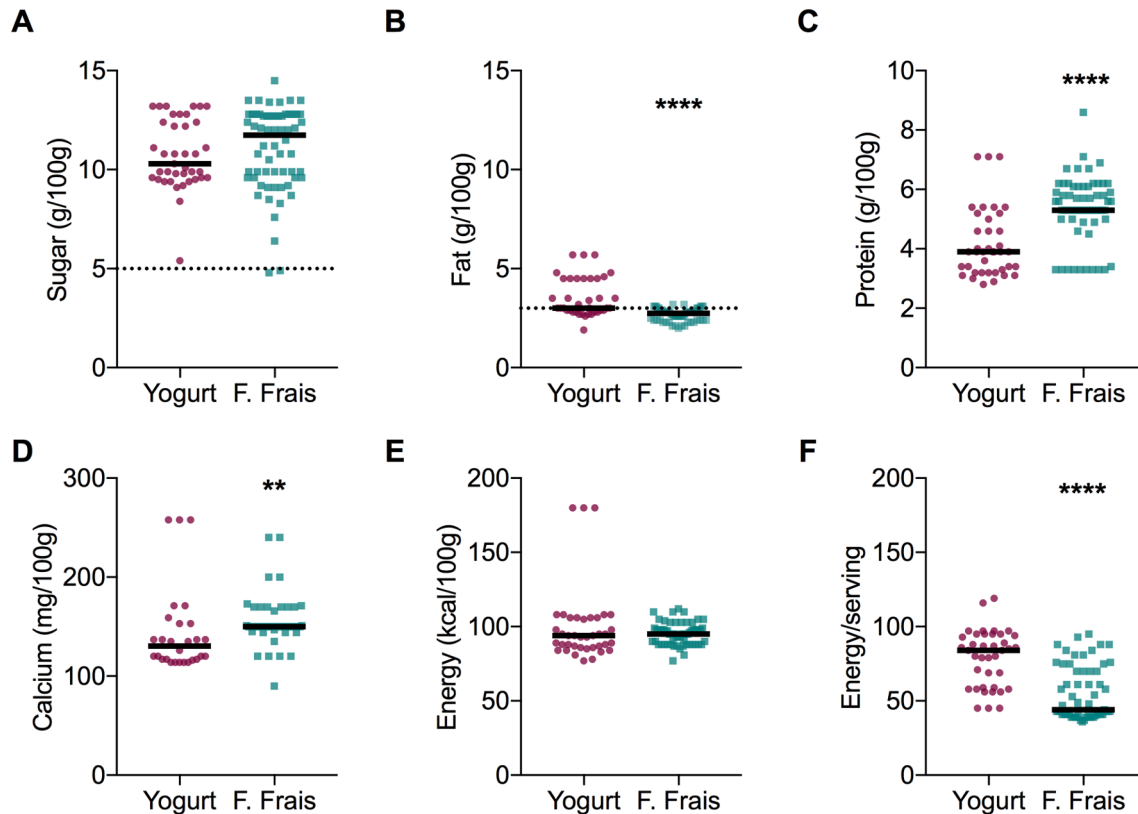 A
Sugar (g/100g)
15
10
5
0
Yogurt F. Frais
B
Fat (g/100g)
15
10
5
0
****
Yogurt F. Frais
C
Protein (g/100g)
10
8
6
4
2
0
****
Yogurt F. Frais
D
Calcium (mg/100g)
300
200
100
0
**
Yogurt F. Frais
E
Energy (kcal/100g)
200
150
100
50
0
Yogurt F. Frais
F
Energy/serving
200
150
100
50
0
****
Yogurt F. Frais